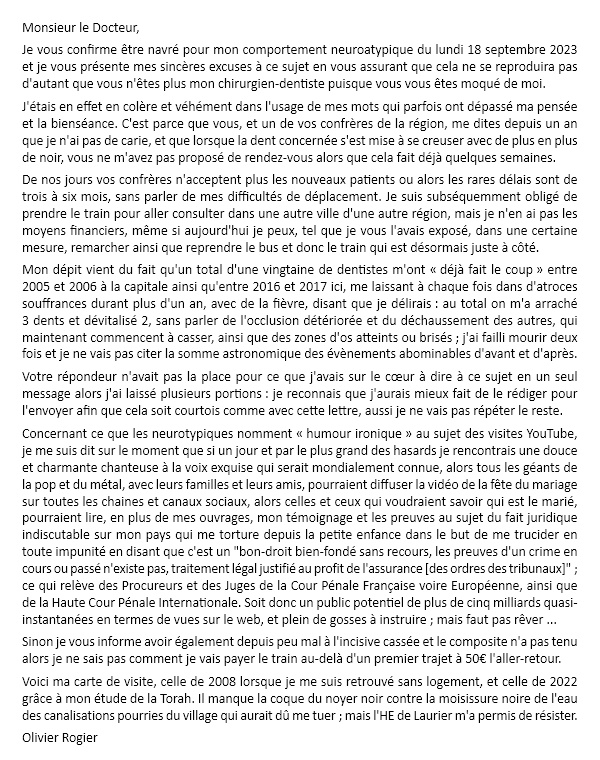 Monsieur le Docteur,
Je vous confirme être navré pour mon comportement neuroatypique du lundi 18 septembre 2023
et je vous présente mes sincères excuses à ce sujet en vous assurant que cela ne se reproduira pas
d'autant que vous n'êtes plus mon chirurgien-dentiste puisque vous vous êtes moqué de moi.
J'étais en effet en colère et véhément dans l'usage de mes mots qui parfois ont dépassé ma pensée
et la bienséance. C'est parce que vous, et un de vos confrères de la région, me dites depuis un an
que je n'ai pas de carie, et que lorsque la dent concernée s'est mise à se creuser avec de plus en plus
de noir, vous ne m'avez pas proposé de rendez-vous alors que cela fait déjà quelques semaines.
De nos jours vos confrères n'acceptent plus les nouveaux patients ou alors les rares délais sont de
trois à six mois, sans parler de mes difficultés de déplacement. Je suis subséquemment obligé de
prendre le train pour aller consulter dans une autre ville d'une autre région, mais je n'en ai pas les
moyens financiers, même si aujourd'hui je peux, tel que je vous l'avais exposé, dans une certaine
mesure, remarcher ainsi que reprendre le bus et donc le train qui est désormais juste à côté.
Mon dépit vient du fait qu'un total d'une vingtaine de dentistes m'ont « déjà fait le coup » entre
2005 et 2006 à la capitale ainsi qu'entre 2016 et 2017 ici, me laissant à chaque fois dans d'atroces
souffrances durant plus d'un an, avec de la fièvre, disant que je délirais : au total on m'a arraché
3 dents et dévitalisé 2, sans parler de l'occlusion détériorée et du déchaussement des autres, qui
maintenant commencent à casser, ainsi que des zones d'os atteints ou brisés ; j'ai failli mourir deux
fois et je ne vais pas citer la somme astronomique des évènements abominables d'avant et d'après.
Votre répondeur n'avait pas la place pour ce que j'avais sur le cœur à dire à ce sujet en un seul
message alors j'ai laissé plusieurs portions : je reconnais que j'aurais mieux fait de le rédiger pour
l'envoyer afin que cela soit courtois comme avec cette lettre, aussi je ne vais pas répéter le reste.
Concernant ce que les neurotypiques nomment « humour ironique » au sujet des visites YouTube,
je me suis dit sur le moment que si un jour et par le plus grand des hasards je rencontrais une douce
et charmante chanteuse à la voix exquise qui serait mondialement connue, alors tous les géants de
la pop et du métal, avec leurs familles et leurs amis, pourraient diffuser la vidéo de la fête du mariage
sur toutes les chaines et canaux sociaux, alors celles et ceux qui voudraient savoir qui est le marié,
pourraient lire, en plus de mes ouvrages, mon témoignage et les preuves au sujet du fait juridique
indiscutable sur mon pays qui me torture depuis la petite enfance dans le but de me trucider en
toute impunité en disant que c'est un "bon-droit bien-fondé sans recours, les preuves d'un crime en
cours ou passé n'existe pas, traitement légal justifié au profit de l'assurance [des ordres des tribunaux]" ;
ce qui relève des Procureurs et des Juges de la Cour Pénale Française voire Européenne, ainsi que
de la Haute Cour Pénale Internationale. Soit donc un public potentiel de plus de cinq milliards quasi-
instantanées en termes de vues sur le web, et plein de gosses à instruire ; mais faut pas rêver ...
Sinon je vous informe avoir également depuis peu mal à l'incisive cassée et le composite n'a pas tenu
alors je ne sais pas comment je vais payer le train au-delà d'un premier trajet à 50€ l'aller-retour.
Voici ma carte de visite, celle de 2008 lorsque je me suis retrouvé sans logement, et celle de 2022
grâce à mon étude de la Torah. Il manque la coque du noyer noir contre la moisissure noire de l'eau
des canalisations pourries du village qui aurait dû me tuer ; mais l'HE de Laurier m'a permis de résister.
Olivier Rogier